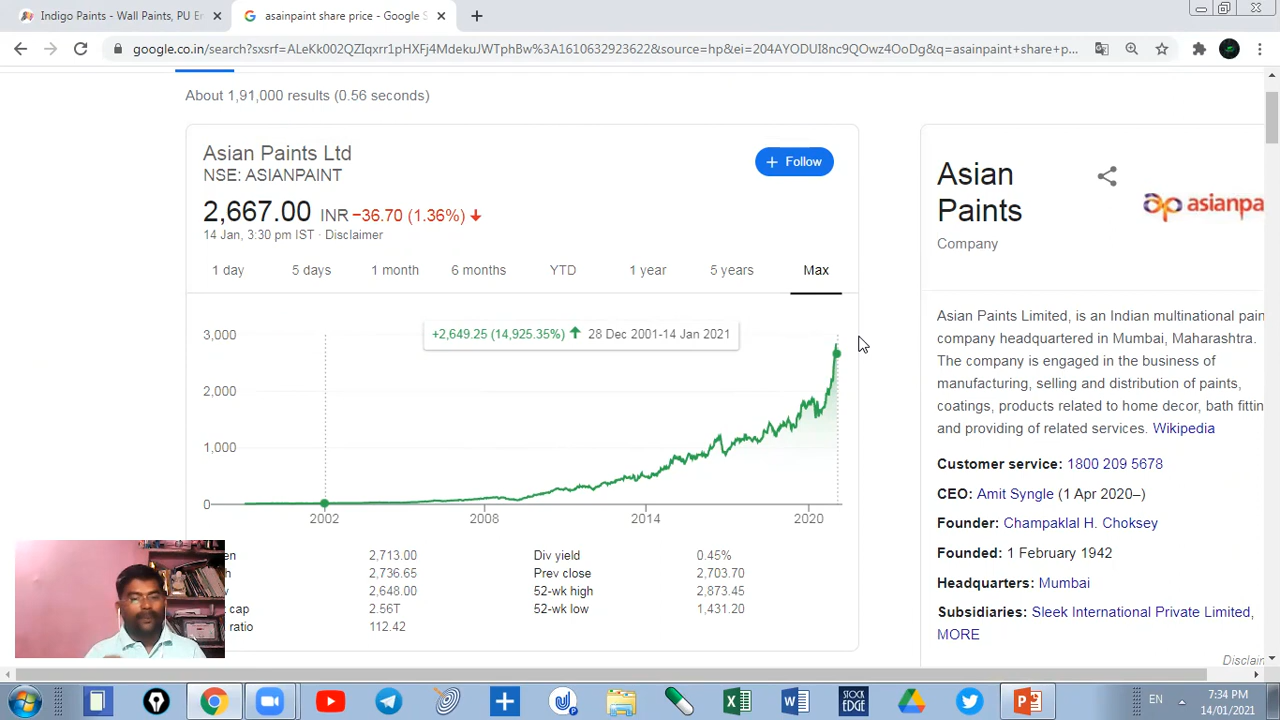 Indigo Paints - Wall Paints, PU En
asainpaint share price - Google S
google.co.in/search?sxsrf=ALeKk002QZIqxrr1pHXFj4MdekuJWTphBw%3A1610632923622&source=hp&ei=204AYODUI8nc9QOwz4OoDg&q=asainpaint+share+p...
About 1,91,000 results (0.56 seconds)
Asian Paints Ltd
NSE: ASIANPAINT
+ Follow
2,667.00 INR −36.70 (1.36%)
14 Jan, 3:30 pm IST · Disclaimer
1 day 5 days 1 month 6 months YTD 1 year 5 years Max
+2,649.25 (14,925.35%) 28 Dec 2001-14 Jan 2021
3,000
2,000
1,000
0
2002 2008 2014 2020
2,713.00 Div yield 0.45%
2,736.65 Prev close 2,703.70
2,648.00 52-wk high 2,873.45
cap 2.56T 52-wk low 1,431.20
ratio 112.42
Asian
Paints
asianpa
Company
Asian Paints Limited, is an Indian multinational pain
company headquartered in Mumbai, Maharashtra.
The company is engaged in the business of
manufacturing, selling and distribution of paints,
coatings, products related to home decor, bath fittin
and providing of related services. Wikipedia
Customer service: 1800 209 5678
CEO: Amit Syngle (1 Apr 2020–)
Founder: Champaklal H. Choksey
Founded: 1 February 1942
Headquarters: Mumbai
Subsidiaries: Sleek International Private Limited,
MORE
Disclain
STOCK
EDGE
EN
7:34 PM
14/01/2021